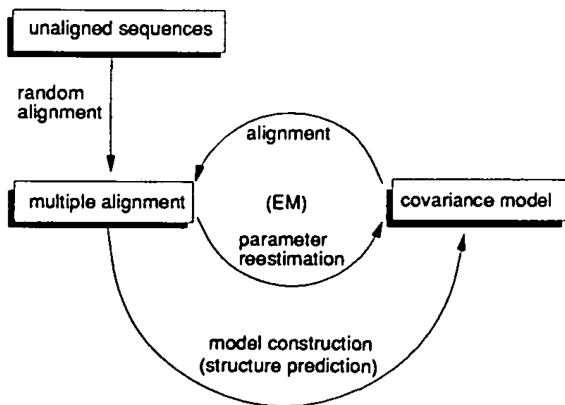 unaligned sequences
random
alignment
alignment
multiple alignment
(EM)
covariance model
parameter
reestimation
model construction
(structure prediction)